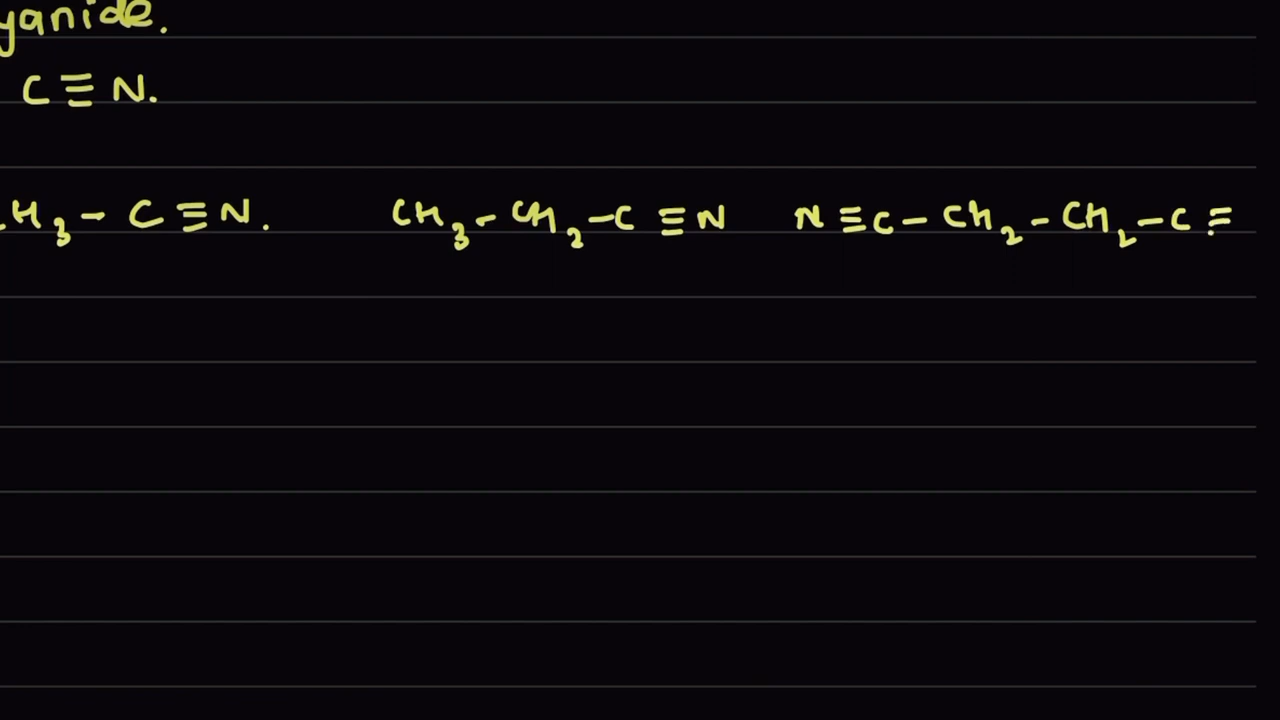 yanide.
C≡N.
H₃-C≡N. CH₃-CH₂-C≡N N≡C-CH₂-CH₂-C≡